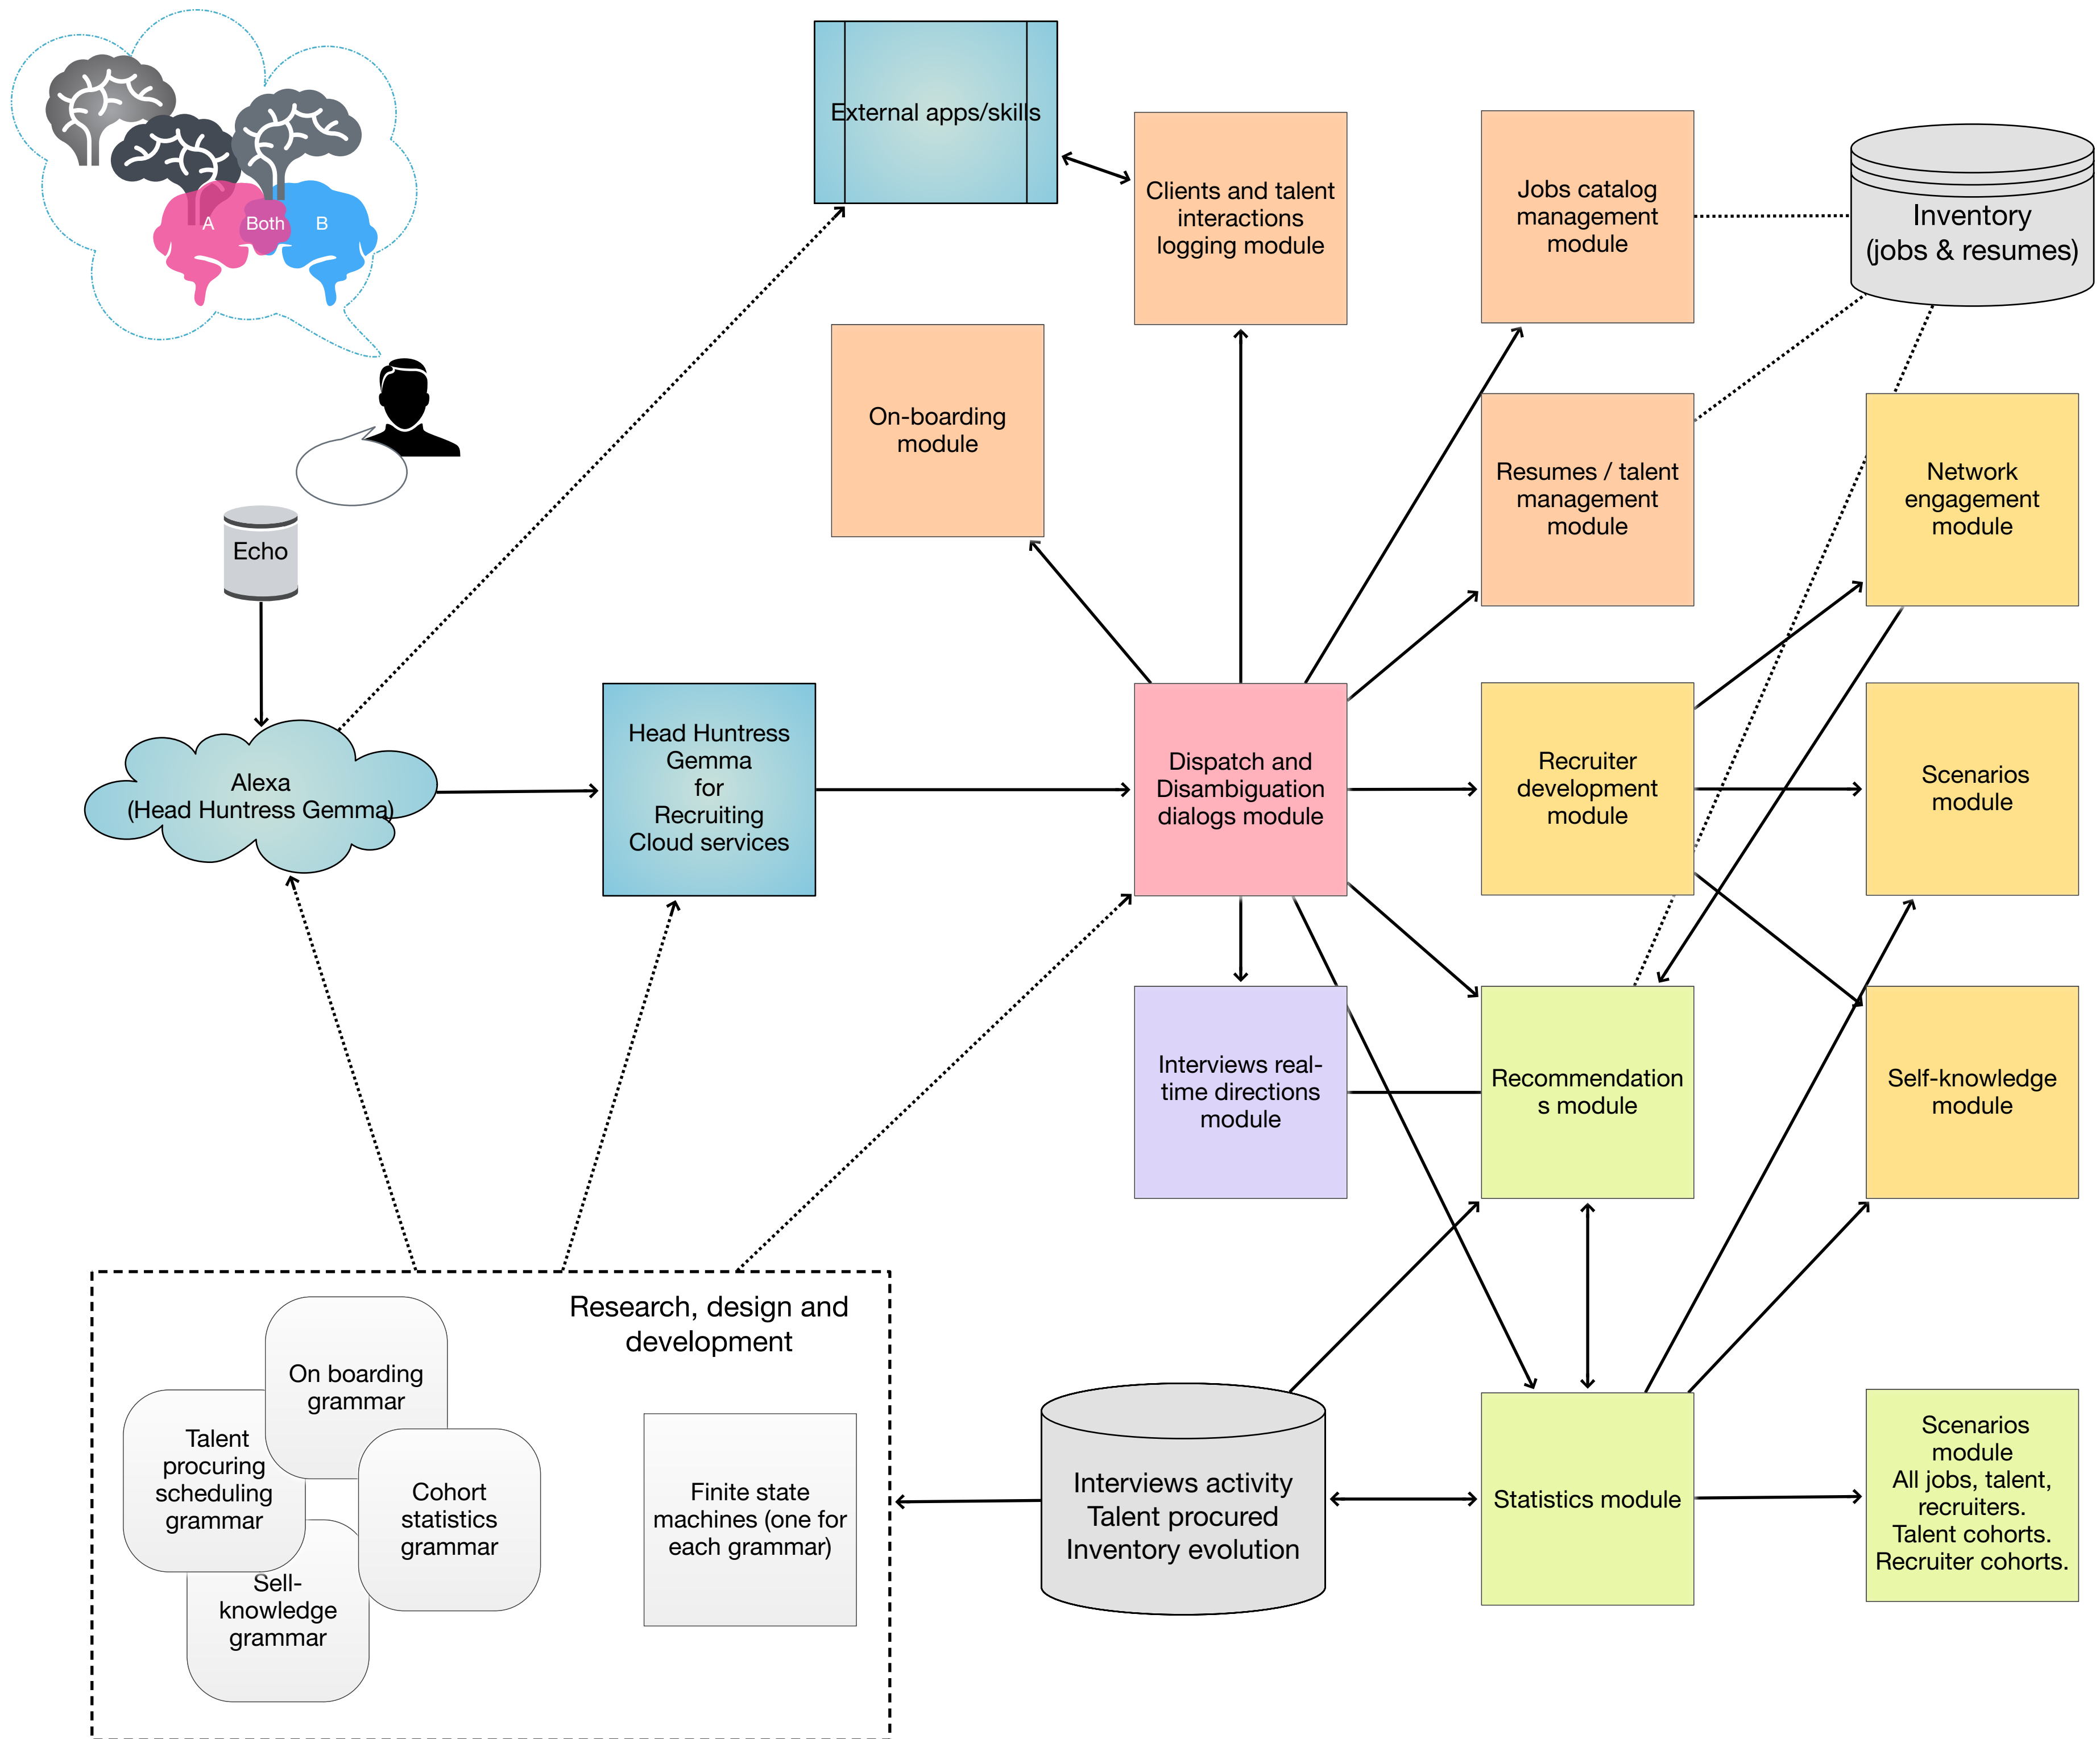 A
Both
B
Echo
Alexa
(Head Huntress Gemma)
Head Huntress
Gemma
for
Recruiting
Cloud services
External apps/skills
Clients and talent
interactions
logging module
On-boarding
module
Jobs catalog
management
module
Inventory
(jobs & resumes)
Resumes / talent
management
module
Network
engagement
module
Dispatch and
Disambiguation
dialogs module
Recruiter
development
module
Scenarios
module
Interviews real-
time directions
module
Recommendation
s module
Self-knowledge
module
Research, design and
development
On boarding
grammar
Talent
procuring
scheduling
grammar
Cohort
statistics
grammar
Sell-
knowledge
grammar
Finite state
machines (one for
each grammar)
Interviews activity
Talent procured
Inventory evolution
Statistics module
Scenarios
module
All jobs, talent,
recruiters.
Talent cohorts.
Recruiter cohorts.